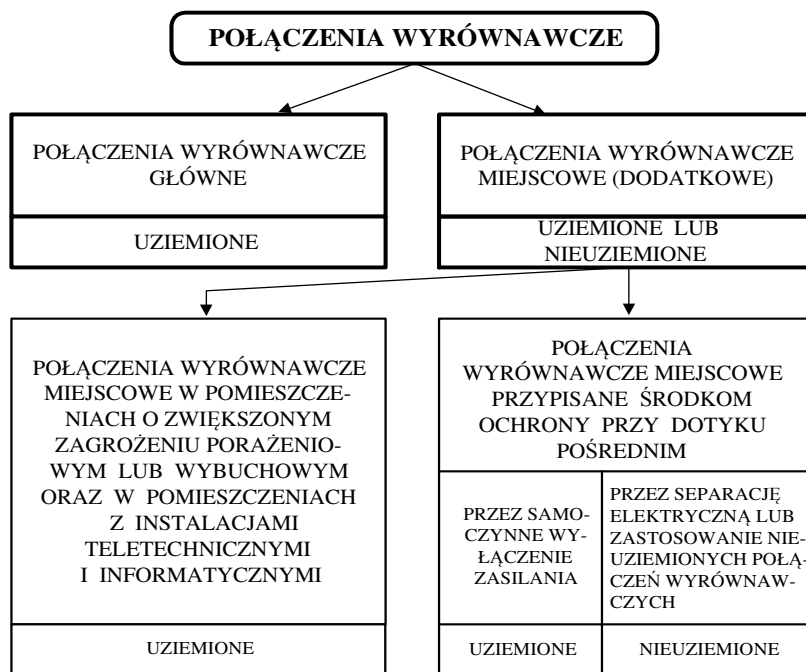 POŁĄCZENIA WYRÓWNAWCZE
POŁĄCZENIA WYRÓWNAWCZE
GŁÓWNE
UZIEMIONE
POŁĄCZENIA WYRÓWNAWCZE
MIEJSCOWE (DODATKOWE)
UZIEMIONE LUB
NIEUZIEMIONE
POŁĄCZENIA WYRÓWNAWCZE
MIEJSCOWE W POMIESZCZE-
NIACH O ZWIĘKSZONYM
ZAGROŻENIU PORAŻENIO-
WYM LUB WYBUCHOWYM
ORAZ W POMIESZCZENIACH
Z INSTALACJAMI
TELETECHNICZNYMI
I INFORMATYCZNYMI
UZIEMIONE
POŁĄCZENIA
WYRÓWNAWCZE MIEJSCOWE
PRZYPISANE ŚRODKOM
OCHRONY PRZY DOTYKU
POŚREDNIM
PRZEZ SAMO-
CZYNNE WY-
ŁĄCZENIE
ZASILANIA
UZIEMIONE
PRZEZ SEPARACJĘ
ELEKTRYCZNĄ LUB
ZASTOSOWANIE NIE-
UZIEMIONYCH POŁĄ-
CZEŃ WYRÓWNAW-
CZYCH
NIEUZIEMIONE